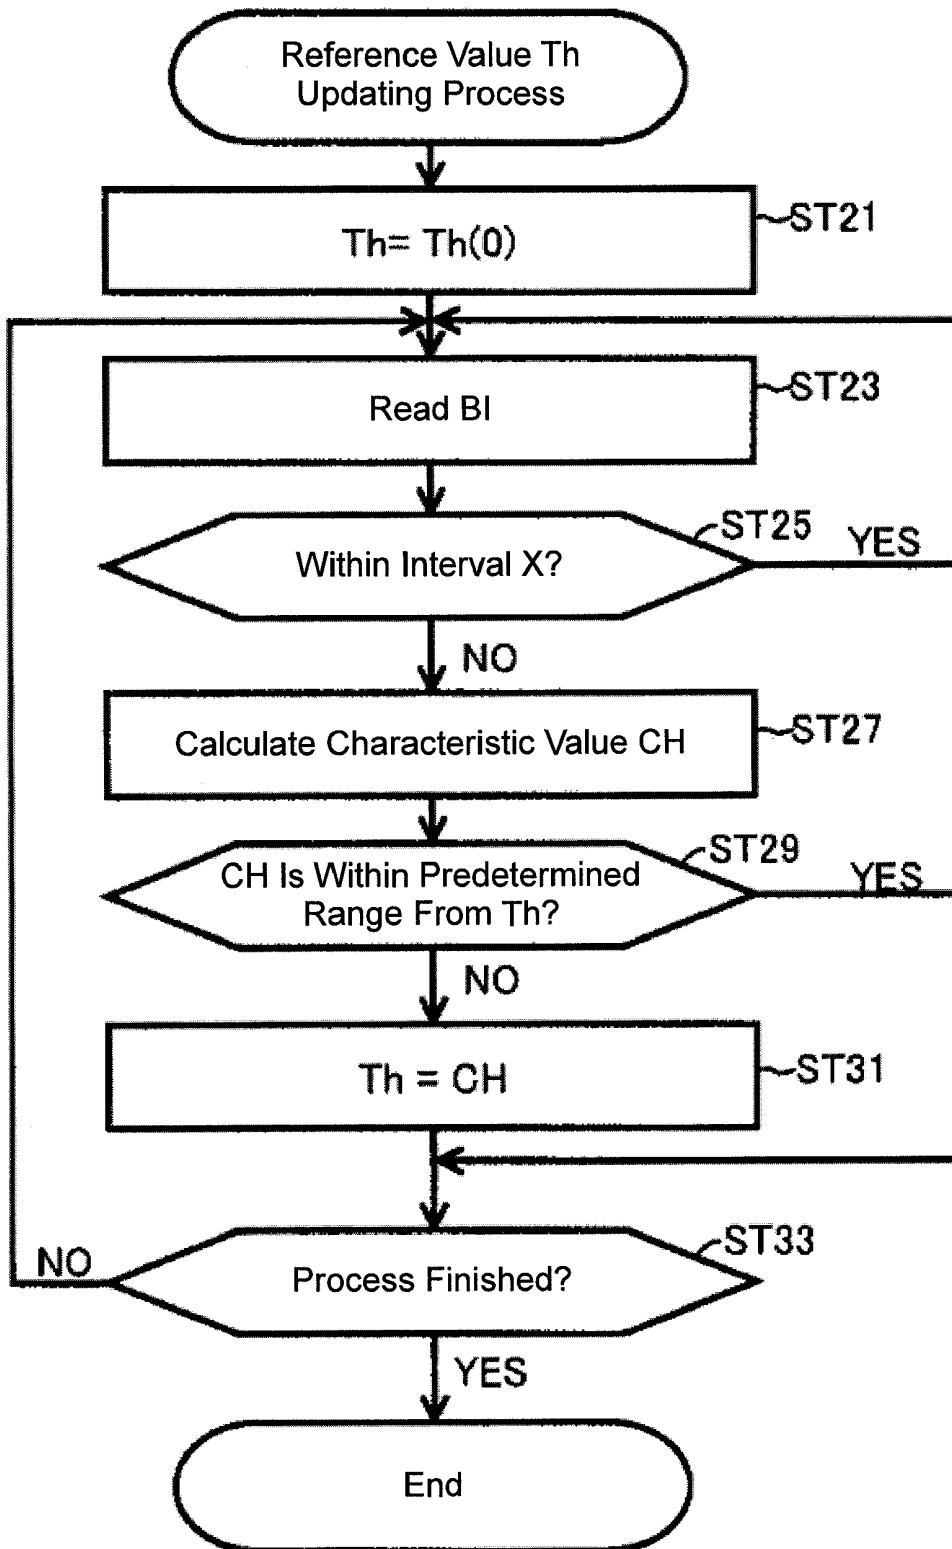 Reference Value Th
Updating Process
Th= Th(0)
ST21
Read BI
ST23
Within Interval X?
ST25
YES
NO
Calculate Characteristic Value CH
ST27
CH Is Within Predetermined
Range From Th?
ST29
YES
NO
Th = CH
ST31
Process Finished?
ST33
NO
YES
End